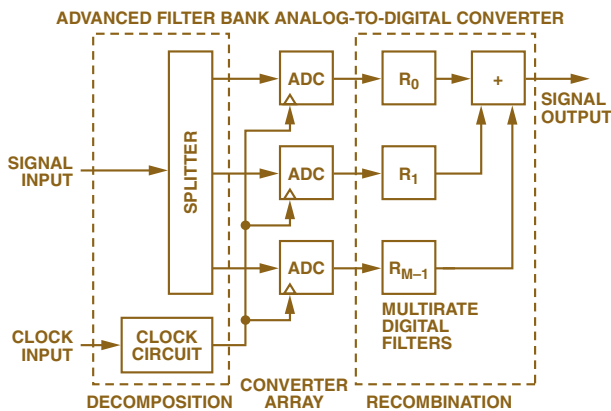 ADVANCED FILTER BANK ANALOG-TO-DIGITAL CONVERTER
ADC
R0
+
SIGNAL
OUTPUT
SIGNAL
INPUT
SPLITTER
ADC
R1
ADC
RM–1
MULTIRATE
DIGITAL
FILTERS
CLOCK
INPUT
CLOCK
CIRCUIT
DECOMPOSITION
CONVERTER
ARRAY
RECOMBINATION